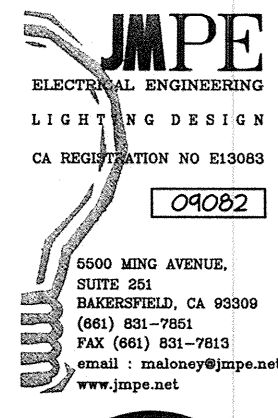 JMPE
ELECTRICAL ENGINEERING
LIGHTING DESIGN
CA REGISTRATION NO E13083
09082
5500 MING AVENUE,
SUITE 251
BAKERSFIELD, CA 93309
(661) 831-7851
FAX (661) 831-7813
email : maloney@jmpe.net
www.jmpe.net